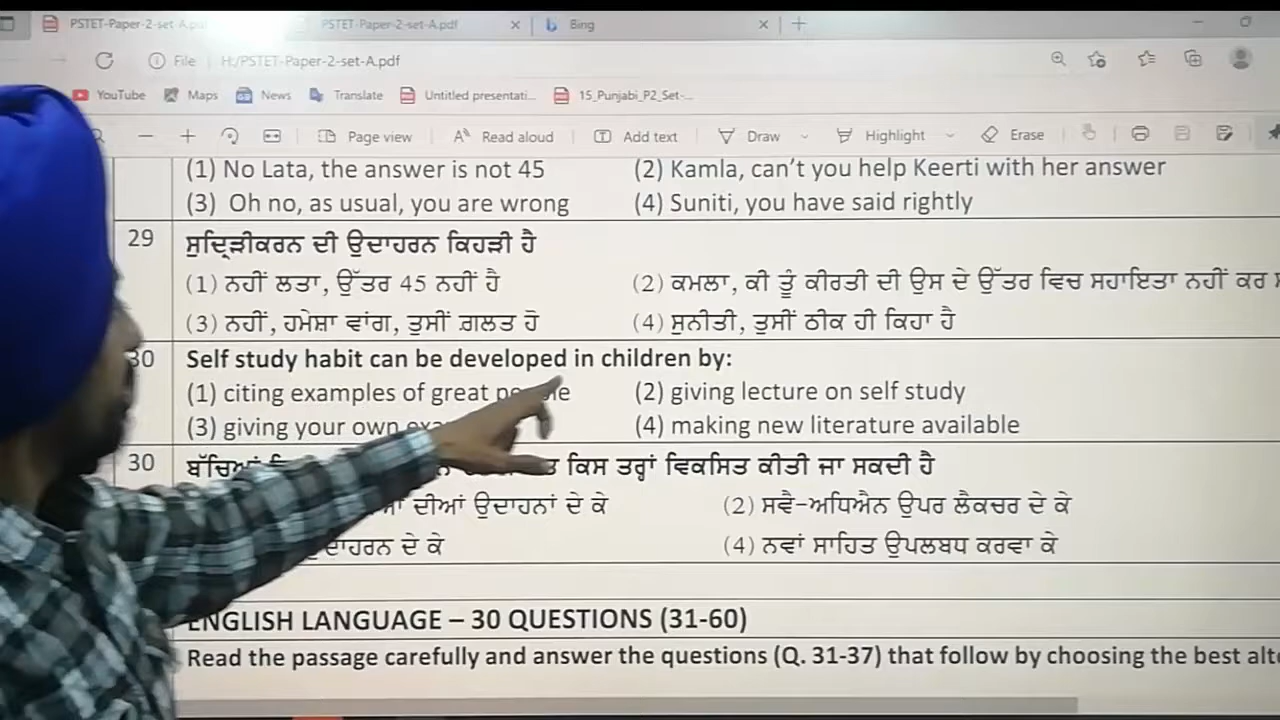 PSTET-Paper-2-set-A.pdf
PSTET-Paper-2-set-A.pdf
Bing
File H:/PSTET-Paper-2-set-A.pdf
YouTube Maps News Translate Untitled presentati... 15_Punjabi_P2_Set-...
Page view Read aloud Add text Draw Highlight Erase
(1) No Lata, the answer is not 45 (2) Kamla, can't you help Keerti with her answer
(3) Oh no, as usual, you are wrong (4) Suniti, you have said rightly
29 ਸੁਦ੍ਰਿੜੀਕਰਨ ਦੀ ਉਦਾਹਰਨ ਕਿਹੜੀ ਹੈ
(1) ਨਹੀਂ ਲਤਾ, ਉੱਤਰ 45 ਨਹੀਂ ਹੈ (2) ਕਮਲਾ, ਕੀ ਤੂੰ ਕੀਰਤੀ ਦੀ ਉਸ ਦੇ ਉੱਤਰ ਵਿਚ ਸਹਾਇਤਾ ਨਹੀਂ ਕਰ
(3) ਨਹੀਂ, ਹਮੇਸ਼ਾ ਵਾਂਗ, ਤੁਸੀਂ ਗ਼ਲਤ ਹੋ (4) ਸੁਨੀਤੀ, ਤੁਸੀਂ ਠੀਕ ਹੀ ਕਿਹਾ ਹੈ
30 Self study habit can be developed in children by:
(1) citing examples of great (2) giving lecture on self study
(3) giving your own (4) making new literature available
30 ਕਿਸ ਤਰ੍ਹਾਂ ਵਿਕਸਿਤ ਕੀਤੀ ਜਾ ਸਕਦੀ ਹੈ
ਦੀਆਂ ਉਦਾਹਨਾਂ ਦੇ ਕੇ (2) ਸਵੈ-ਅਧਿਐਨ ਉਪਰ ਲੈਕਚਰ ਦੇ ਕੇ
ਦੇ ਕੇ (4) ਨਵਾਂ ਸਾਹਿਤ ਉਪਲਬਧ ਕਰਵਾ ਕੇ
ENGLISH LANGUAGE – 30 QUESTIONS (31-60)
Read the passage carefully and answer the questions (Q. 31-37) that follow by choosing the best